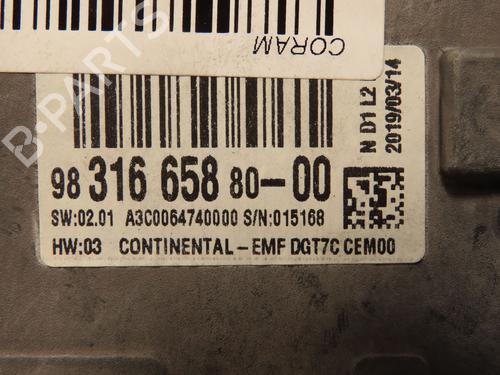 CORAM
B-PARTS
N D1 L2
2019/03/14
98 316 658 80-00
SW:02.01 A3C0064740000 S/N:015168
HW:03 CONTINENTAL-EMF DGT7C CEM00